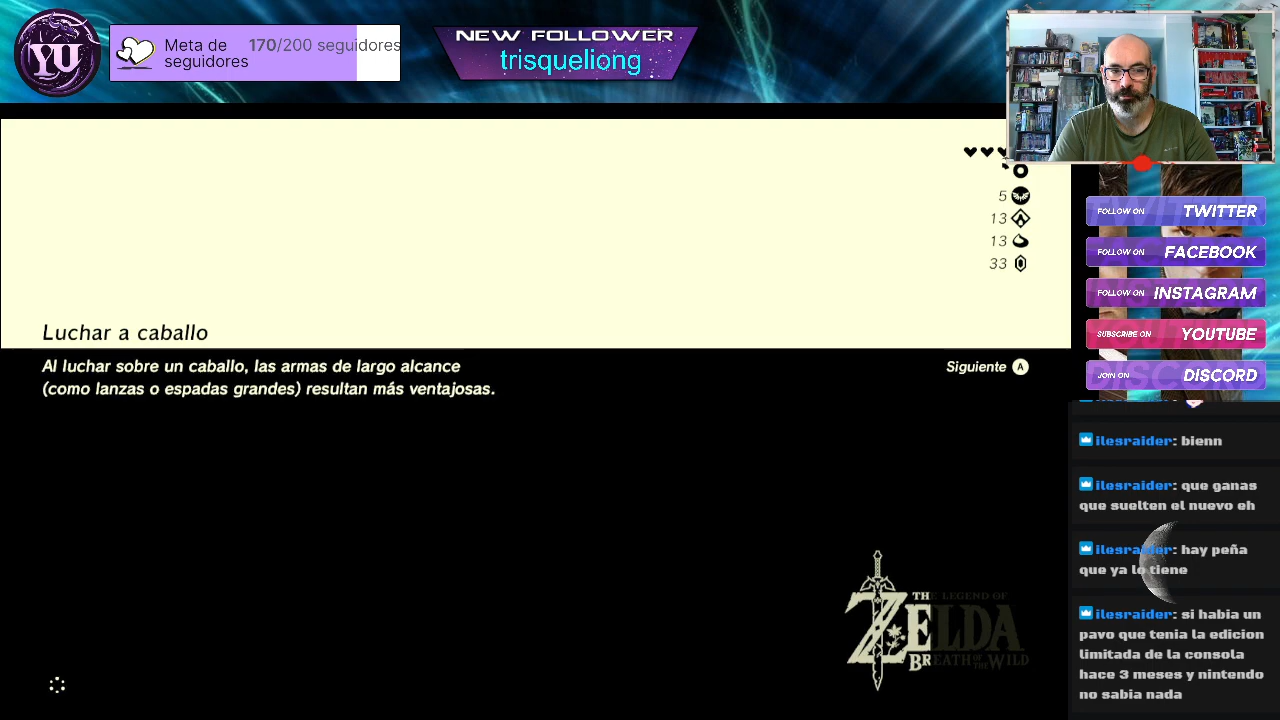 YU
Meta de seguidores
170/200 seguidores
NEW FOLLOWER
trisqueliong
5
13
13
33
Luchar a caballo
Al luchar sobre un caballo, las armas de largo alcance
(como lanzas o espadas grandes) resultan más ventajosas.
Siguiente A
THE LEGEND OF
ZELDA
BREATH OF THE WILD
FOLLOW ON TWITTER
FOLLOW ON FACEBOOK
FOLLOW ON INSTAGRAM
SUBSCRIBE ON YOUTUBE
JOIN ON DISCORD
ilesraider: bienn
ilesraider: que ganas
que suelten el nuevo eh
ilesraider: hay peña
que ya lo tiene
ilesraider: si habia un
pavo que tenia la edicion
limitada de la consola
hace 3 meses y nintendo
no sabia nada